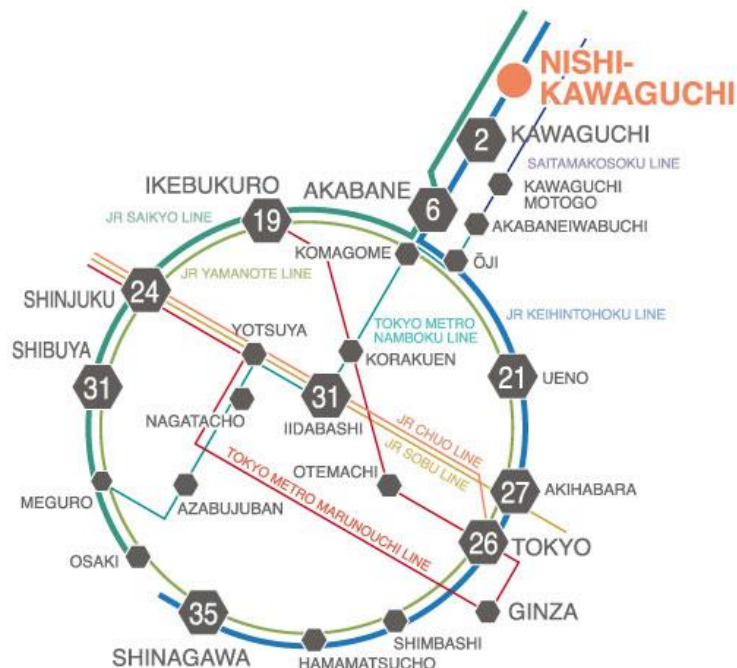 NISHI-
KAWAGUCHI
2
KAWAGUCHI
SAITAMAKOSOKU LINE
IKEBUKURO
AKABANE
KAWAGUCHI
MOTOGO
6
19
JR SAIKYO LINE
AKABANEIWABUCHI
KOMAGOME
ŌJI
JR YAMANOTE LINE
SHINJUKU
24
JR KEIHINTOHOKU LINE
TOKYO METRO
NAMBOKU LINE
YOTSUYA
SHIBUYA
KORAKUEN
31
21
UENO
31
NAGATACHO
IIDABASHI
JR CHUO LINE
JR SOBU LINE
TOKYO METRO MARUNOUCHI LINE
OTEMACHI
27
AKIHABARA
MEGURO
AZABUJUBAN
26
TOKYO
OSAKI
35
GINZA
SHIMBASHI
SHINAGAWA
HAMAMATSUCHO